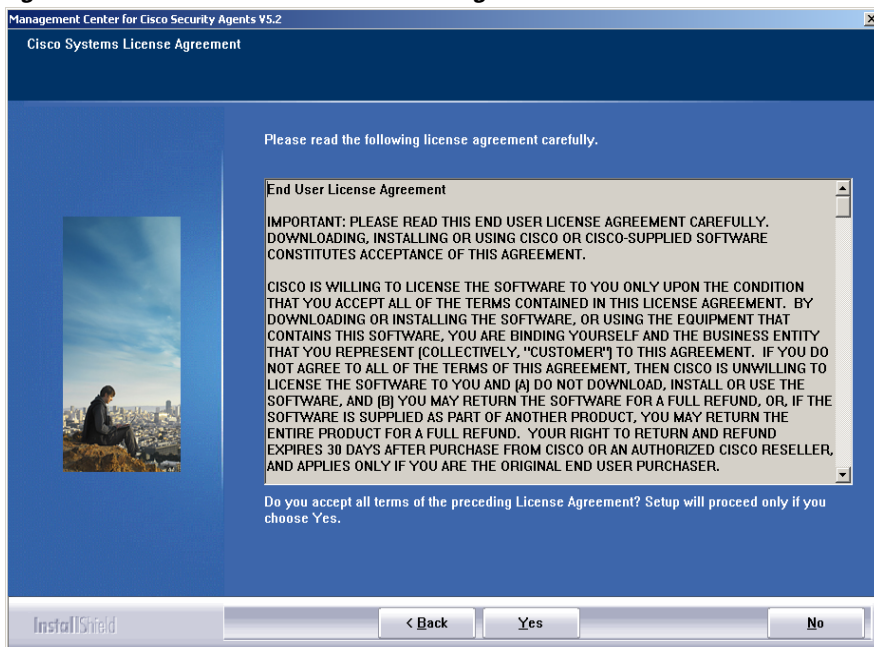 Management Center for Cisco Security Agents V5.2
Cisco Systems License Agreement
Please read the following license agreement carefully.
End User License Agreement
IMPORTANT: PLEASE READ THIS END USER LICENSE AGREEMENT CAREFULLY.
DOWNLOADING, INSTALLING OR USING CISCO OR CISCO-SUPPLIED SOFTWARE
CONSTITUTES ACCEPTANCE OF THIS AGREEMENT.
CISCO IS WILLING TO LICENSE THE SOFTWARE TO YOU ONLY UPON THE CONDITION
THAT YOU ACCEPT ALL OF THE TERMS CONTAINED IN THIS LICENSE AGREEMENT. BY
DOWNLOADING OR INSTALLING THE SOFTWARE, OR USING THE EQUIPMENT THAT
CONTAINS THIS SOFTWARE, YOU ARE BINDING YOURSELF AND THE BUSINESS ENTITY
THAT YOU REPRESENT (COLLECTIVELY, "CUSTOMER") TO THIS AGREEMENT. IF YOU DO
NOT AGREE TO ALL OF THE TERMS OF THIS AGREEMENT, THEN CISCO IS UNWILLING TO
LICENSE THE SOFTWARE TO YOU AND (A) DO NOT DOWNLOAD, INSTALL OR USE THE
SOFTWARE, AND (B) YOU MAY RETURN THE SOFTWARE FOR A FULL REFUND, OR, IF THE
SOFTWARE IS SUPPLIED AS PART OF ANOTHER PRODUCT, YOU MAY RETURN THE
ENTIRE PRODUCT FOR A FULL REFUND. YOUR RIGHT TO RETURN AND REFUND
EXPIRES 30 DAYS AFTER PURCHASE FROM CISCO OR AN AUTHORIZED CISCO RESELLER,
AND APPLIES ONLY IF YOU ARE THE ORIGINAL END USER PURCHASER.
Do you accept all terms of the preceding License Agreement? Setup will proceed only if you
choose Yes.
InstallShield
< Back
Yes
No